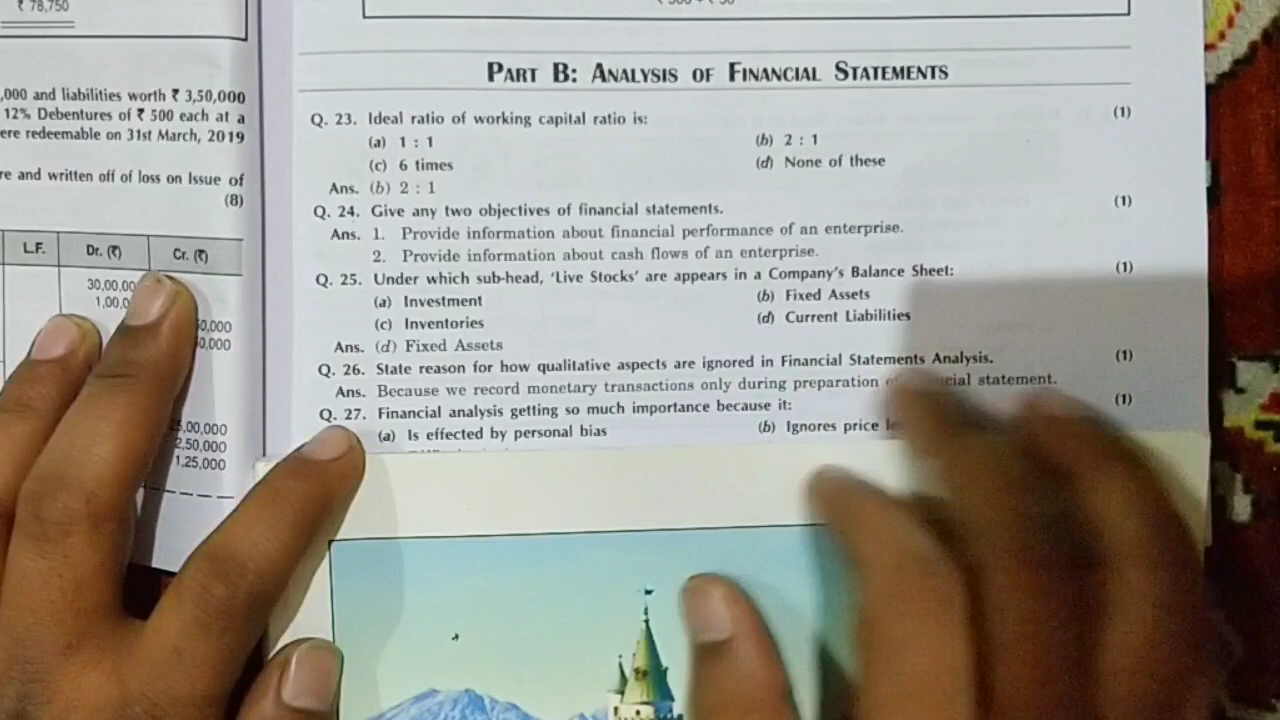 ₹ 78,750
,000 and liabilities worth ₹ 3,50,000
12% Debentures of ₹ 500 each at a
ere redeemable on 31st March, 2019
re and written off of loss on Issue of
(8)
L.F. Dr. (₹) Cr. (₹)
30,00,00
1,00,0
0,000
0,000
5,00,000
2,50,000
1,25,000
PART B: ANALYSIS OF FINANCIAL STATEMENTS
Q. 23. Ideal ratio of working capital ratio is: (1)
(a) 1 : 1 (b) 2 : 1
(c) 6 times (d) None of these
Ans. (b) 2 : 1
Q. 24. Give any two objectives of financial statements. (1)
Ans. 1. Provide information about financial performance of an enterprise.
2. Provide information about cash flows of an enterprise.
Q. 25. Under which sub-head, ‘Live Stocks’ are appears in a Company’s Balance Sheet: (1)
(a) Investment (b) Fixed Assets
(c) Inventories (d) Current Liabilities
Ans. (d) Fixed Assets
Q. 26. State reason for how qualitative aspects are ignored in Financial Statements Analysis. (1)
Ans. Because we record monetary transactions only during preparation cial statement.
Q. 27. Financial analysis getting so much importance because it: (1)
(a) Is effected by personal bias (b) Ignores price